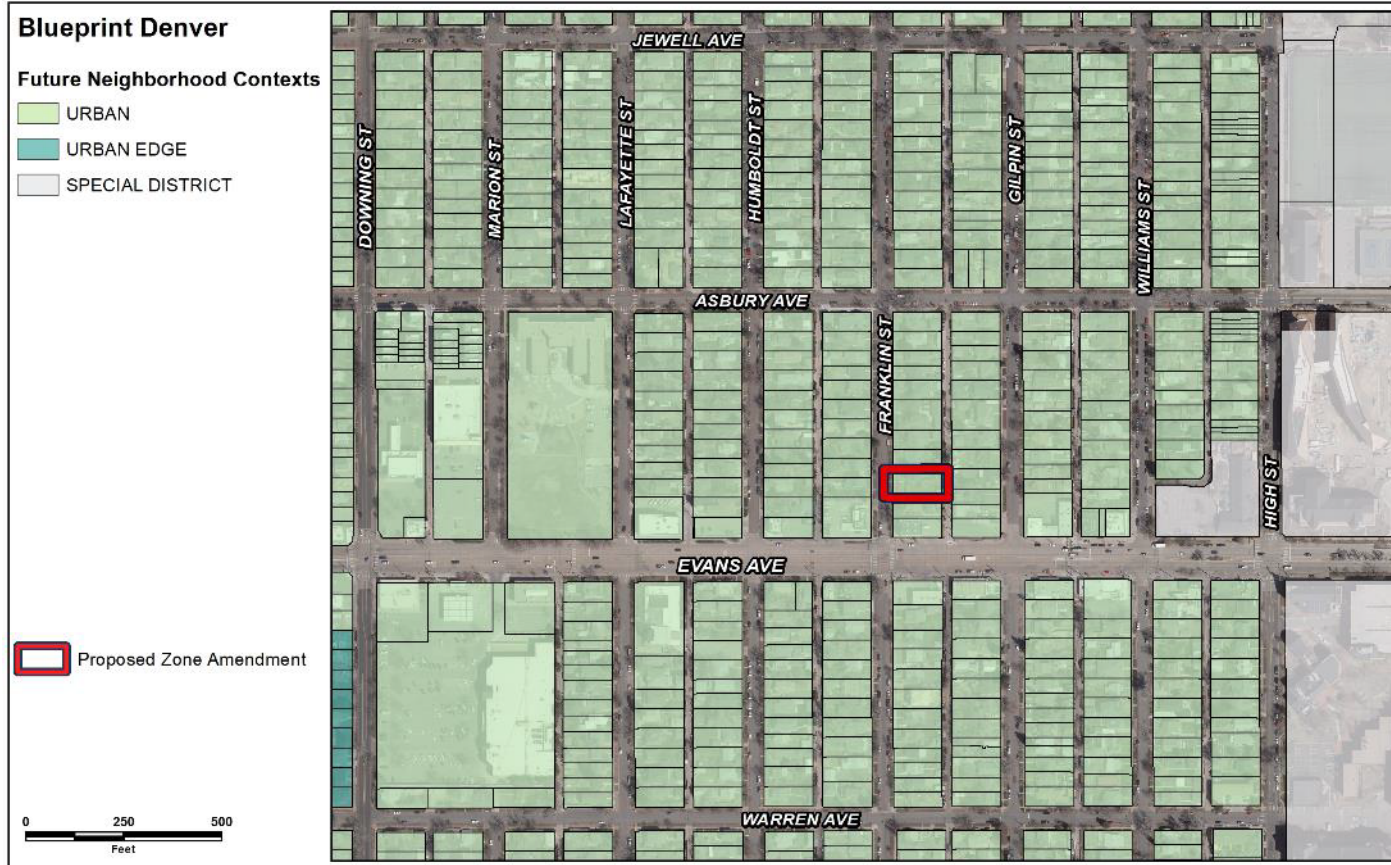 Blueprint Denver
Future Neighborhood Contexts
URBAN
URBAN EDGE
SPECIAL DISTRICT
Proposed Zone Amendment
0 250 500
Feet
JEWELL AVE
DOWNING ST
MARION ST
LAFAYETTE ST
HUMBOLDT ST
GILPIN ST
WILLIAMS ST
ASBURY AVE
FRANKLIN ST
HIGH ST
EVANS AVE
WARREN AVE